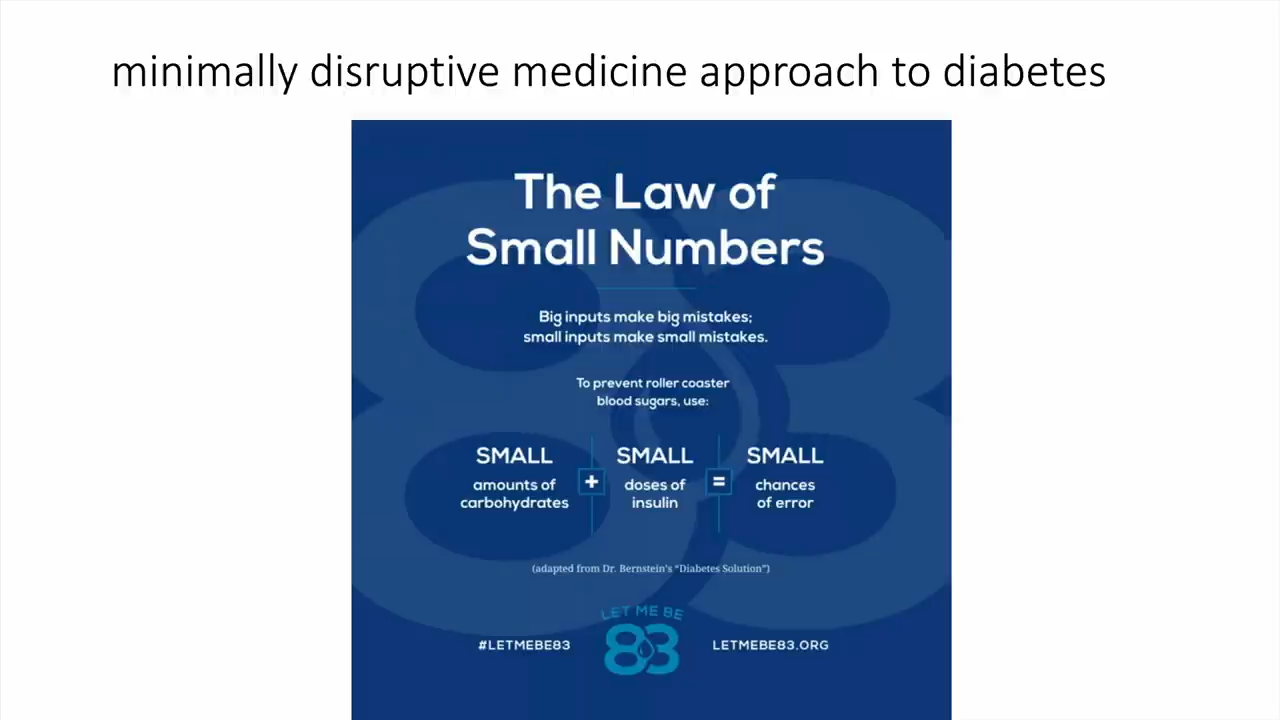 minimally disruptive medicine approach to diabetes
The Law of
Small Numbers
Big inputs make big mistakes;
small inputs make small mistakes.
To prevent roller coaster
blood sugars, use:
SMALL
amounts of
carbohydrates
+
SMALL
doses of
insulin
=
SMALL
chances
of error
(adapted from Dr. Bernstein's "Diabetes Solution")
#LETMEBE83
LET ME BE
83
LETMEBE83.ORG